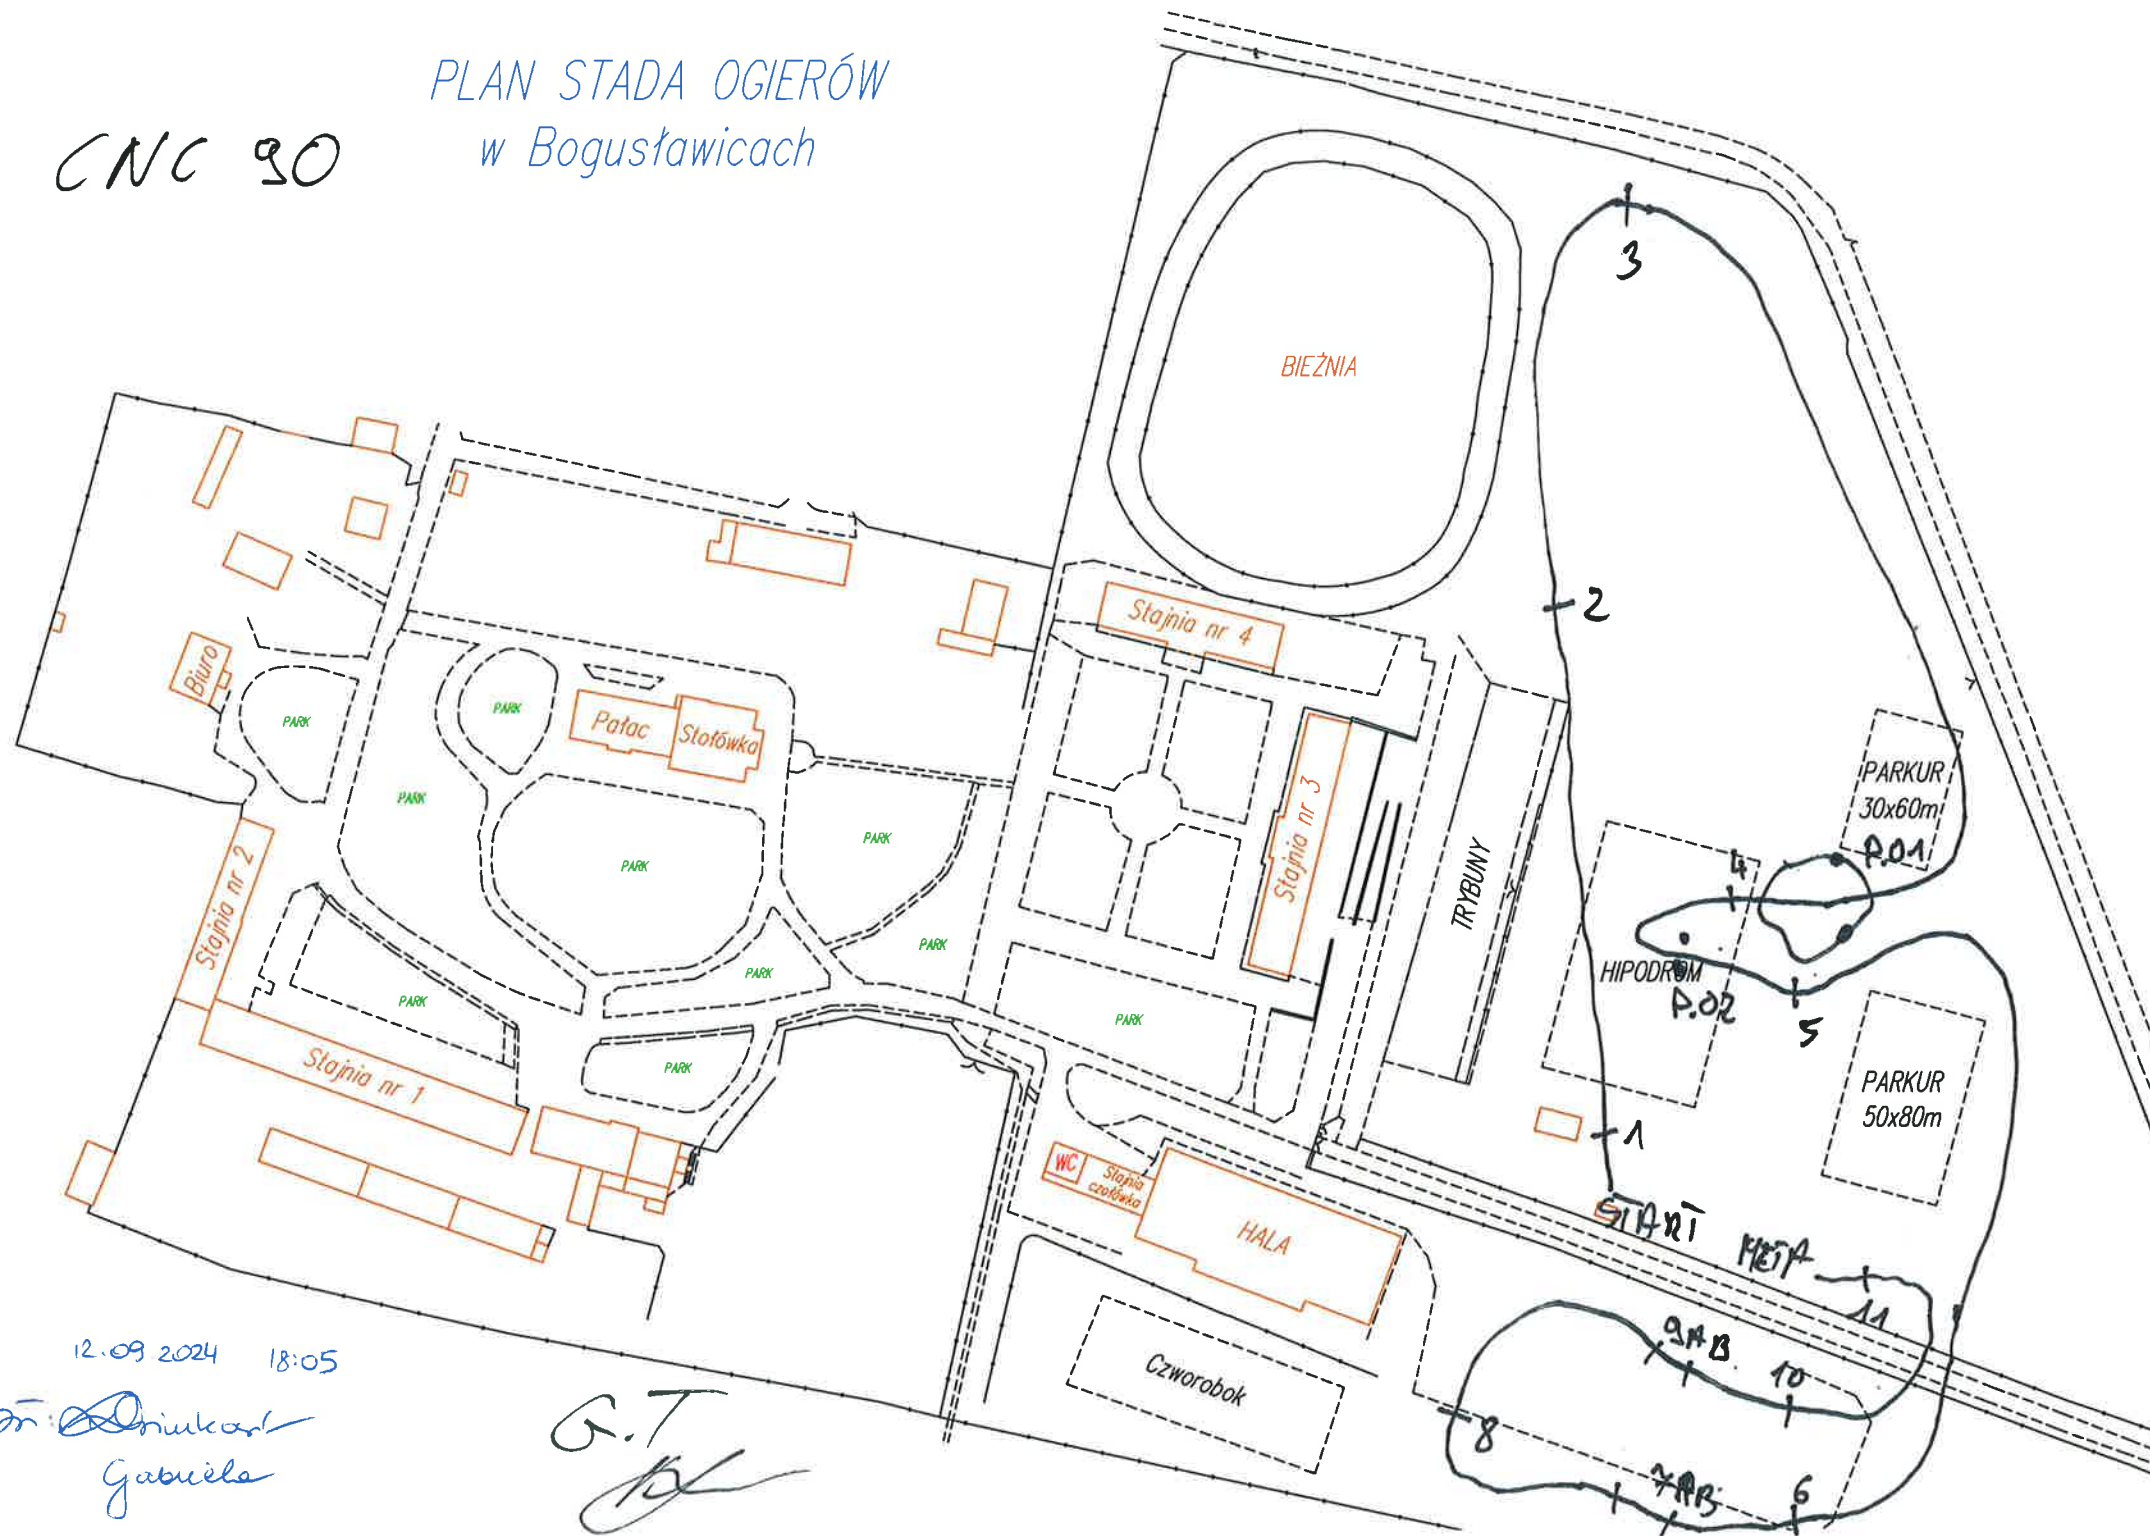 PLAN STADA OGIERÓW
w Bogusławicach
CNC 90
3
BIEŻNIA
2
Stajnia nr 4
Biuro
PARK
PARK
Pałac
Stołówka
PARK
PARK
PARK
PARK
PARK
PARK
PARK
PARK
Stajnia nr 2
Stajnia nr 3
TRYBUNY
PARKUR
30x60m
P.01
4
HIPODROM
P.02
5
PARKUR
50x80m
Stajnia nr 1
1
WC
Stajnia
czołówka
HALA
START
META
11
9AB
10
Czworobok
8
7AB
6
12.09.2024 18:05
Gabriela
G.T